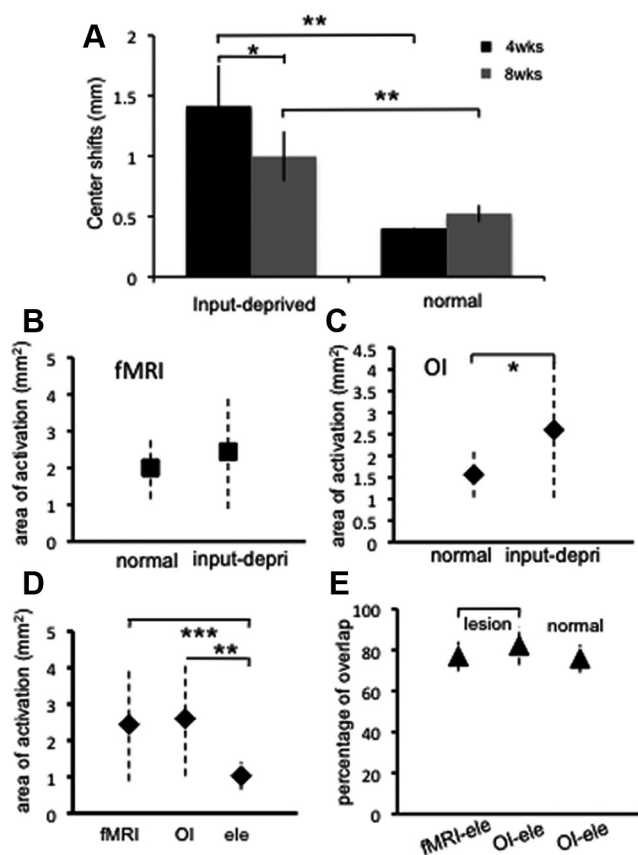 A
**
*
**
4wks
8wks
Center shifts (mm)
2
1.5
1
0.5
0
Input-deprived normal
B
fMRI
area of activation (mm²)
5
4
3
2
1
0
normal input-depri
C
OI
*
area of activation (mm²)
4.5
4
3.5
3
2.5
2
1.5
1
0.5
0
normal input-depri
D
***
**
area of activation (mm²)
5
4
3
2
1
0
fMRI OI ele
E
lesion normal
percentage of overlap
100
80
60
40
20
0
fMRI-ele OI-ele OI-ele